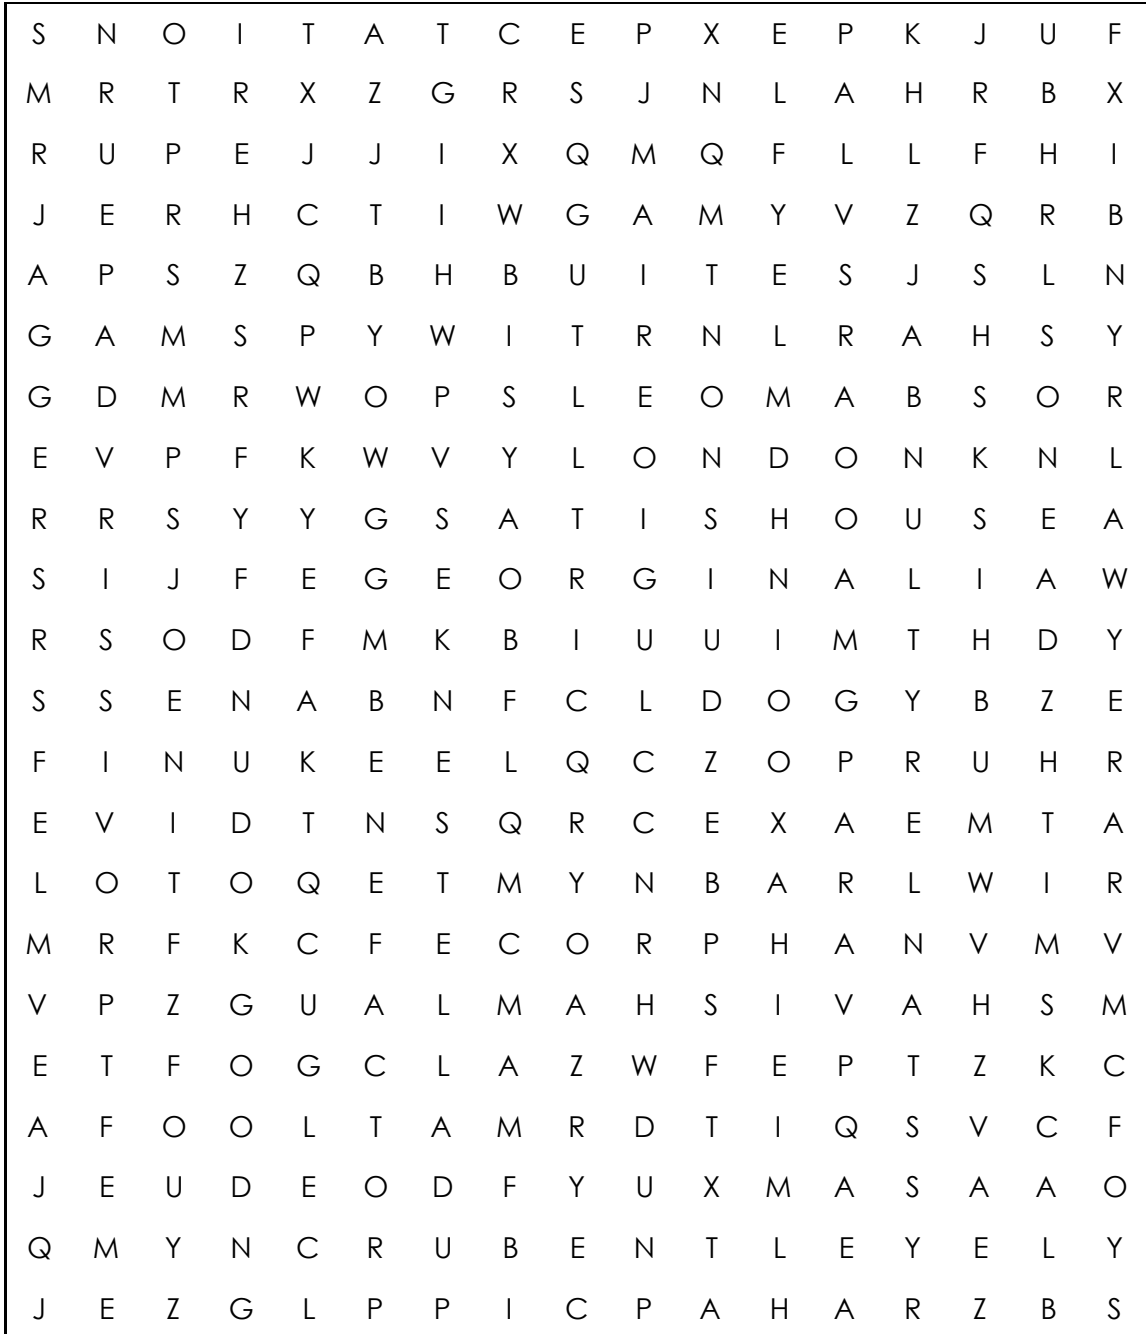 S N O I T A T C E P X E P K J U F
M R T R X Z G R S J N L A H R B X
R U P E J J I X Q M Q F L L F H I
J E R H C T I W G A M Y V Z Q R B
A P S Z Q B H B U I T E S J S L N
G A M S P Y W I T R N L R A H S Y
G D M R W O P S L E O M A B S O R
E V P F K W V Y L O N D O N K N L
R R S Y Y G S A T I S H O U S E A
S I J F E G E O R G I N A L I A W
R S O D F M K B I U U I M T H D Y
S S E N A B N F C L D O G Y B Z E
F I N U K E E L Q C Z O P R U H R
E V I D T N S Q R C E X A E M T A
L O T O Q E T M Y N B A R L W I R
M R F K C F E C O R P H A N V M V
V P Z G U A L M A H S I V A H S M
E T F O G C L A Z W F E P T Z K C
A F O O L T A M R D T I Q S V C F
J E U D E O D F Y U X M A S A A O
Q M Y N C R U B E N T L E Y E L Y
J E Z G L P P I C P A H A R Z B S